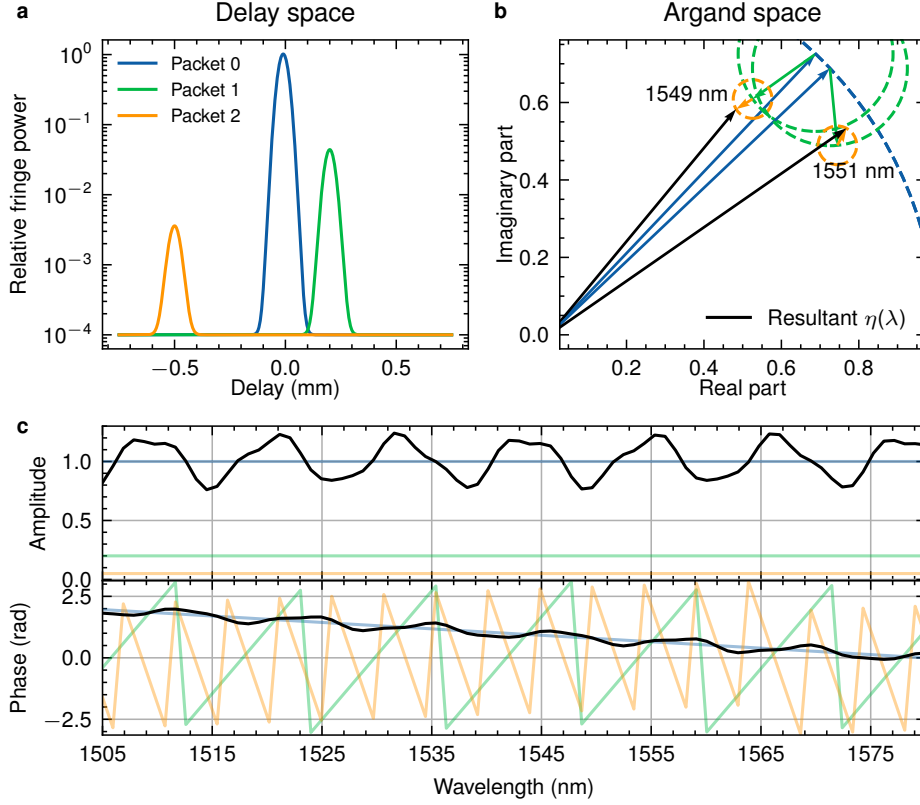 a
Delay space
b
Argand space
Relative fringe power
10⁰
10⁻¹
10⁻²
10⁻³
10⁻⁴
Packet 0
Packet 1
Packet 2
−0.5
0.0
0.5
Delay (mm)
Imaginary part
0.6
0.4
0.2
0.0
1549 nm
1551 nm
Resultant η(λ)
0.2
0.4
0.6
0.8
Real part
c
Amplitude
1.0
0.5
0.0
Phase (rad)
2.5
0.0
−2.5
1505
1515
1525
1535
1545
1555
1565
1575
Wavelength (nm)